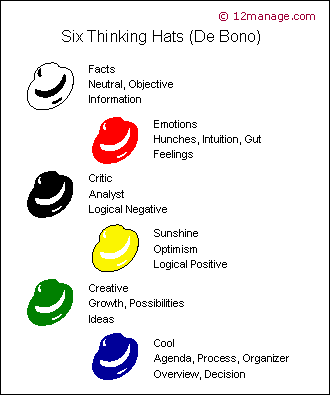 © 12manage.com
Six Thinking Hats (De Bono)
Facts
Neutral, Objective
Information
Emotions
Hunches, Intuition, Gut
Feelings
Critic
Analyst
Logical Negative
Sunshine
Optimism
Logical Positive
Creative
Growth, Possibilities
Ideas
Cool
Agenda, Process, Organizer
Overview, Decision